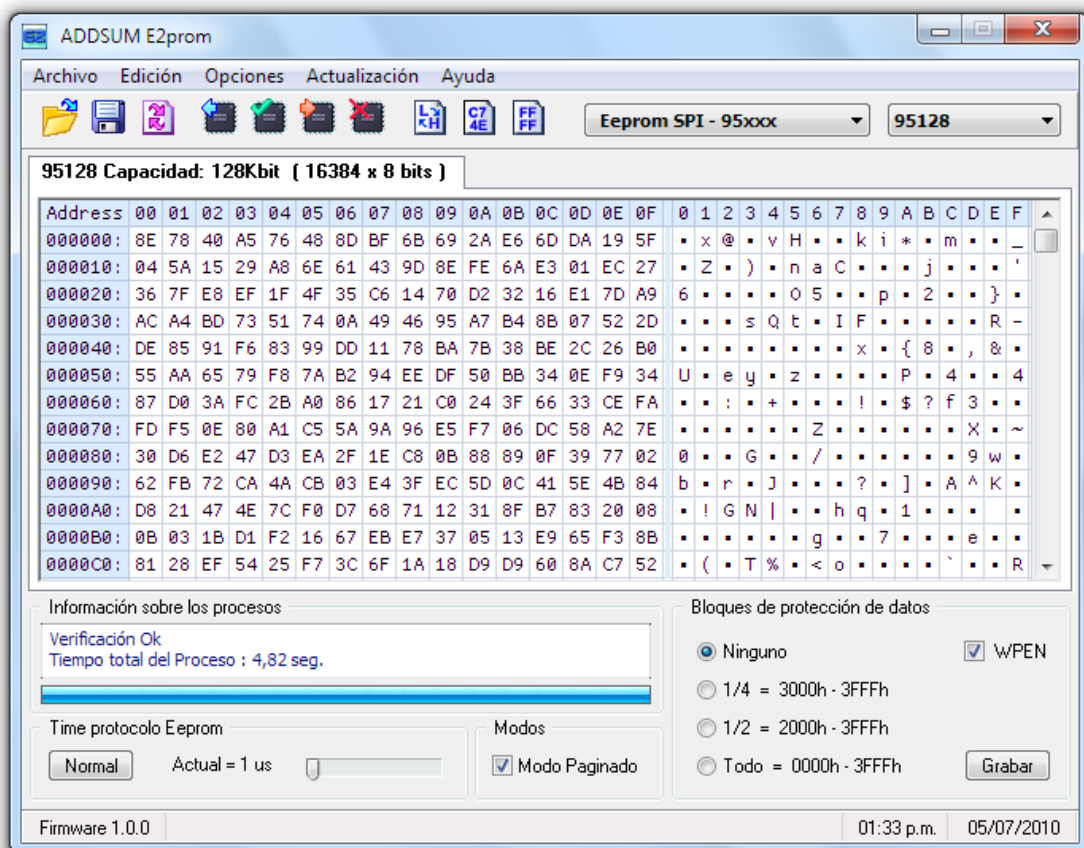 ADDSUM E2prom
Archivo Edición Opciones Actualización Ayuda
Eeprom SPI - 95xxx 95128
95128 Capacidad: 128Kbit ( 16384 x 8 bits )
Address 00 01 02 03 04 05 06 07 08 09 0A 0B 0C 0D 0E 0F 0 1 2 3 4 5 6 7 8 9 A B C D E F
000000: 8E 78 40 A5 76 48 8D BF 6B 69 2A E6 6D DA 19 5F ▪ x @ ▪ v H ▪ ▪ k i * ▪ m ▪ ▪ _
000010: 04 5A 15 29 A8 6E 61 43 9D 8E FE 6A E3 01 EC 27 ▪ Z ▪ ) ▪ n a C ▪ ▪ ▪ j ▪ ▪ ▪ '
000020: 36 7F E8 EF 1F 4F 35 C6 14 70 D2 32 16 E1 7D A9 6 ▪ ▪ ▪ ▪ O 5 ▪ ▪ p ▪ 2 ▪ ▪ } ▪
000030: AC A4 BD 73 51 74 0A 49 46 95 A7 B4 8B 07 52 2D ▪ ▪ ▪ s Q t ▪ I F ▪ ▪ ▪ ▪ ▪ R -
000040: DE 85 91 F6 83 99 DD 11 78 BA 7B 38 BE 2C 26 B0 ▪ ▪ ▪ ▪ ▪ ▪ ▪ ▪ x ▪ { 8 ▪ , & ▪
000050: 55 AA 65 79 F8 7A B2 94 EE DF 50 BB 34 0E F9 34 U ▪ e y ▪ z ▪ ▪ ▪ ▪ P ▪ 4 ▪ ▪ 4
000060: 87 D0 3A FC 2B A0 86 17 21 C0 24 3F 66 33 CE FA ▪ ▪ : ▪ + ▪ ▪ ▪ ! ▪ $ ? f 3 ▪ ▪
000070: FD F5 0E 80 A1 C5 5A 9A 96 E5 F7 06 DC 58 A2 7E ▪ ▪ ▪ ▪ ▪ ▪ Z ▪ ▪ ▪ ▪ ▪ ▪ X ▪ ~
000080: 30 D6 E2 47 D3 EA 2F 1E C8 0B 88 89 0F 39 77 02 0 ▪ ▪ G ▪ ▪ / ▪ ▪ ▪ ▪ ▪ ▪ 9 w ▪
000090: 62 FB 72 CA 4A CB 03 E4 3F EC 5D 0C 41 5E 4B 84 b ▪ r ▪ J ▪ ▪ ▪ ? ▪ ] ▪ A ^ K ▪
0000A0: D8 21 47 4E 7C F0 D7 68 71 12 31 8F B7 83 20 08 ▪ ! G N | ▪ ▪ h q ▪ 1 ▪ ▪ ▪   ▪
0000B0: 0B 03 1B D1 F2 16 67 EB E7 37 05 13 E9 65 F3 8B ▪ ▪ ▪ ▪ ▪ ▪ g ▪ ▪ 7 ▪ ▪ ▪ e ▪ ▪
0000C0: 81 28 EF 54 25 F7 3C 6F 1A 18 D9 D9 60 8A C7 52 ▪ ( ▪ T % ▪ < o ▪ ▪ ▪ ▪ ` ▪ ▪ R
Información sobre los procesos
Verificación Ok
Tiempo total del Proceso : 4,82 seg.
Time protocolo Eeprom
Normal Actual = 1 us
Modos
Modo Paginado
Bloques de protección de datos
Ninguno WPEN
1/4 = 3000h - 3FFFh
1/2 = 2000h - 3FFFh
Todo = 0000h - 3FFFh Grabar
Firmware 1.0.0 01:33 p.m. 05/07/2010